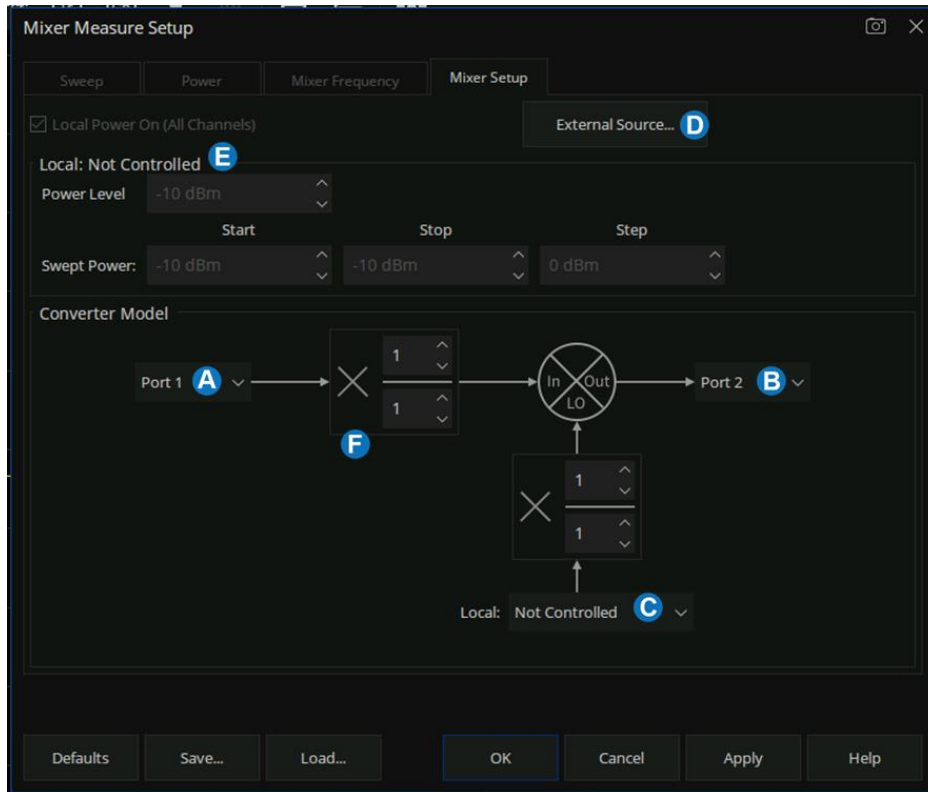 Mixer Measure Setup
Sweep Power Mixer Frequency Mixer Setup
Local Power On (All Channels) External Source... D
Local: Not Controlled E
Power Level -10 dBm
Start Stop Step
Swept Power: -10 dBm -10 dBm 0 dBm
Converter Model
1
Port 1 A In Out Port 2 B
LO
1
F
1
1
Local: Not Controlled C
Defaults Save... Load... OK Cancel Apply Help